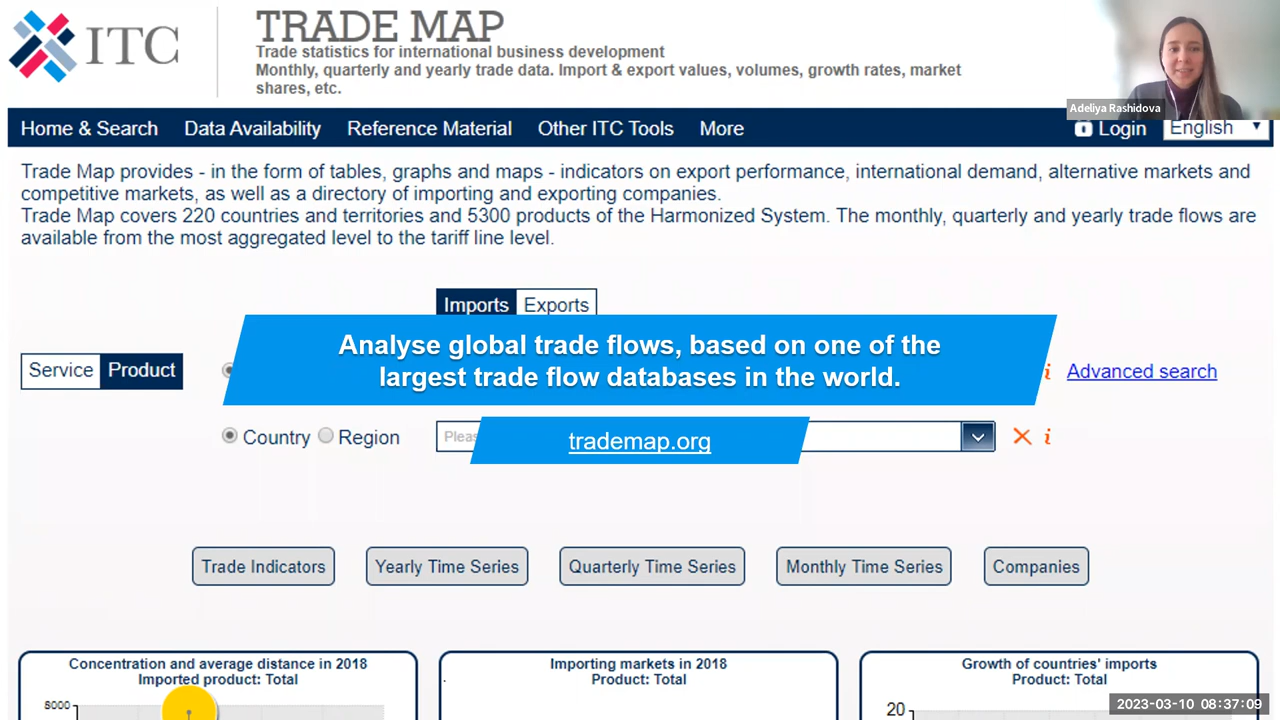 ITC
TRADE MAP
Trade statistics for international business development
Monthly, quarterly and yearly trade data. Import & export values, volumes, growth rates, market
shares, etc.
Adeliya Rashidova
Home & Search Data Availability Reference Material Other ITC Tools More Login English
Trade Map provides - in the form of tables, graphs and maps - indicators on export performance, international demand, alternative markets and
competitive markets, as well as a directory of importing and exporting companies.
Trade Map covers 220 countries and territories and 5300 products of the Harmonized System. The monthly, quarterly and yearly trade flows are
available from the most aggregated level to the tariff line level.
Imports Exports
Analyse global trade flows, based on one of the
largest trade flow databases in the world.
Service Product i Advanced search
Country Region trademap.org i
Trade Indicators Yearly Time Series Quarterly Time Series Monthly Time Series Companies
Concentration and average distance in 2018
Imported product: Total
5000
Importing markets in 2018
Product: Total
Growth of countries' imports
Product: Total
20
2023-03-10 08:37:09